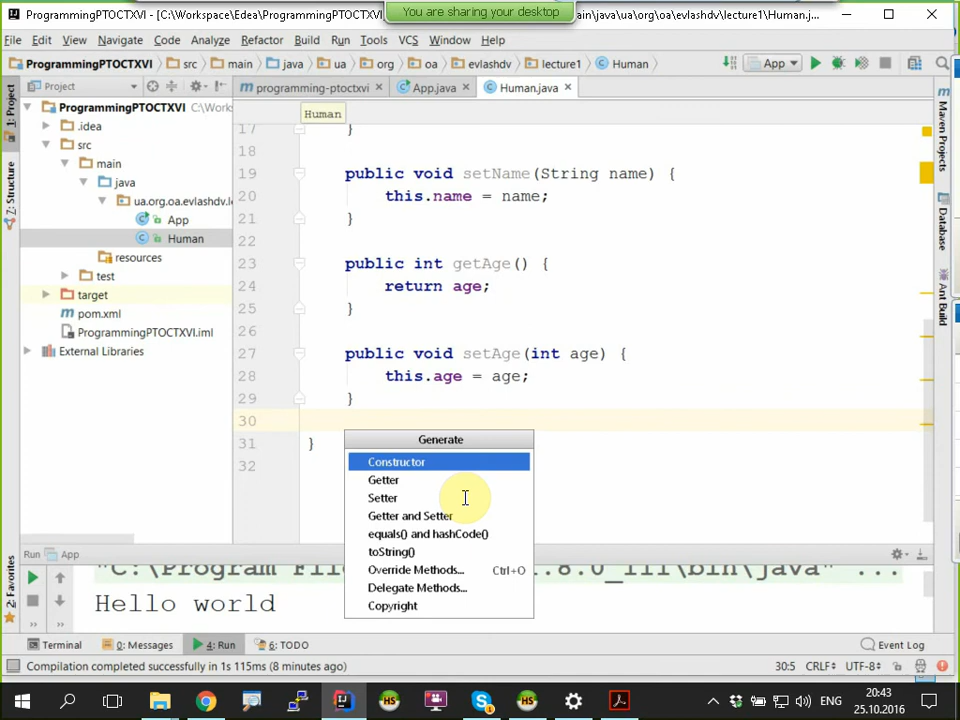 ProgrammingPTOCTXVI - [C:\Workspace\Edea\ProgrammingPTOCTXVI
You are sharing your desktop
ain\java\ua\org\oa\evlashdv\lecture1\Human.j...
File Edit View Navigate Code Analyze Refactor Build Run Tools VCS Window Help
ProgrammingPTOCTXVI src main java ua org oa evlashdv lecture1 Human App
Project programming-ptoctxvi App.java Human.java
1: Project
Z: Structure
2: Favorites
Maven Projects
Database
Ant Build
ProgrammingPTOCTXVI C:\Works
.idea
src
main
java
ua.org.oa.evlashdv.l
App
Human
resources
test
target
pom.xml
ProgrammingPTOCTXVI.iml
External Libraries
Human
17 }
18
19 public void setName(String name) {
20 this.name = name;
21 }
22
23 public int getAge() {
24 return age;
25 }
26
27 public void setAge(int age) {
28 this.age = age;
29 }
30
31 }
32
Generate
Constructor
Getter
Setter
Getter and Setter
equals() and hashCode()
toString()
Override Methods... Ctrl+O
Delegate Methods...
Copyright
Run App
"C:\Program Fil 1.8.0_111\bin\java" ...
Hello world
Terminal 0: Messages 4: Run 6: TODO Event Log
Compilation completed successfully in 1s 115ms (8 minutes ago) 30:5 CRLF UTF-8
ENG
20:43
25.10.2016